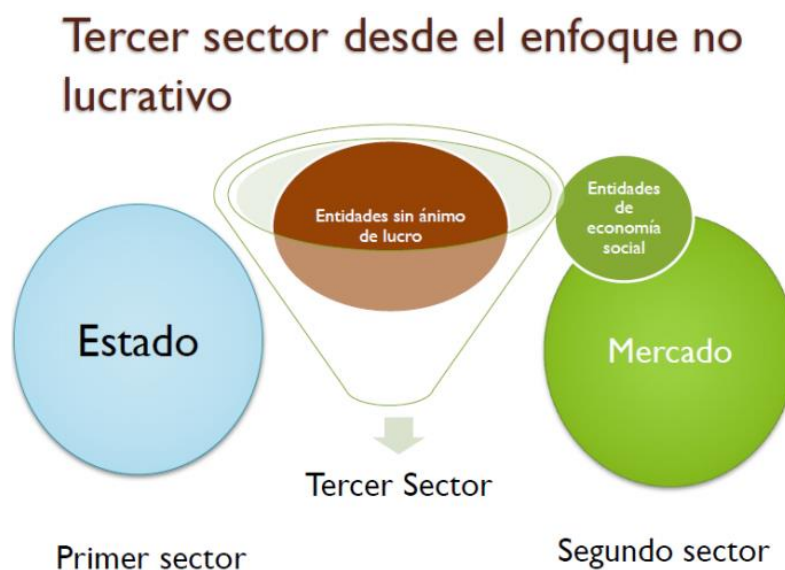 Tercer sector desde el enfoque no
lucrativo
Entidades sin ánimo
de lucro
Entidades
de
economía
social
Estado
Mercado
Tercer Sector
Primer sector
Segundo sector